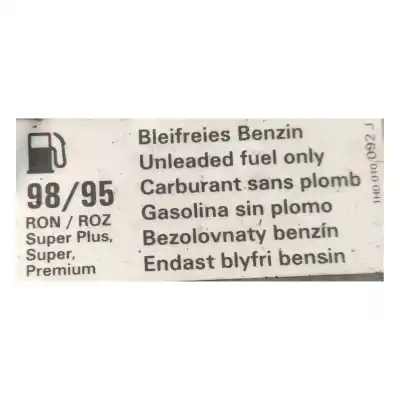 98/95
RON / ROZ
Super Plus,
Super,
Premium
Bleifreies Benzin
Unleaded fuel only
Carburant sans plomb
Gasolina sin plomo
Bezolovnaty benzín
Endast blyfri bensin
1H0 010 092 J